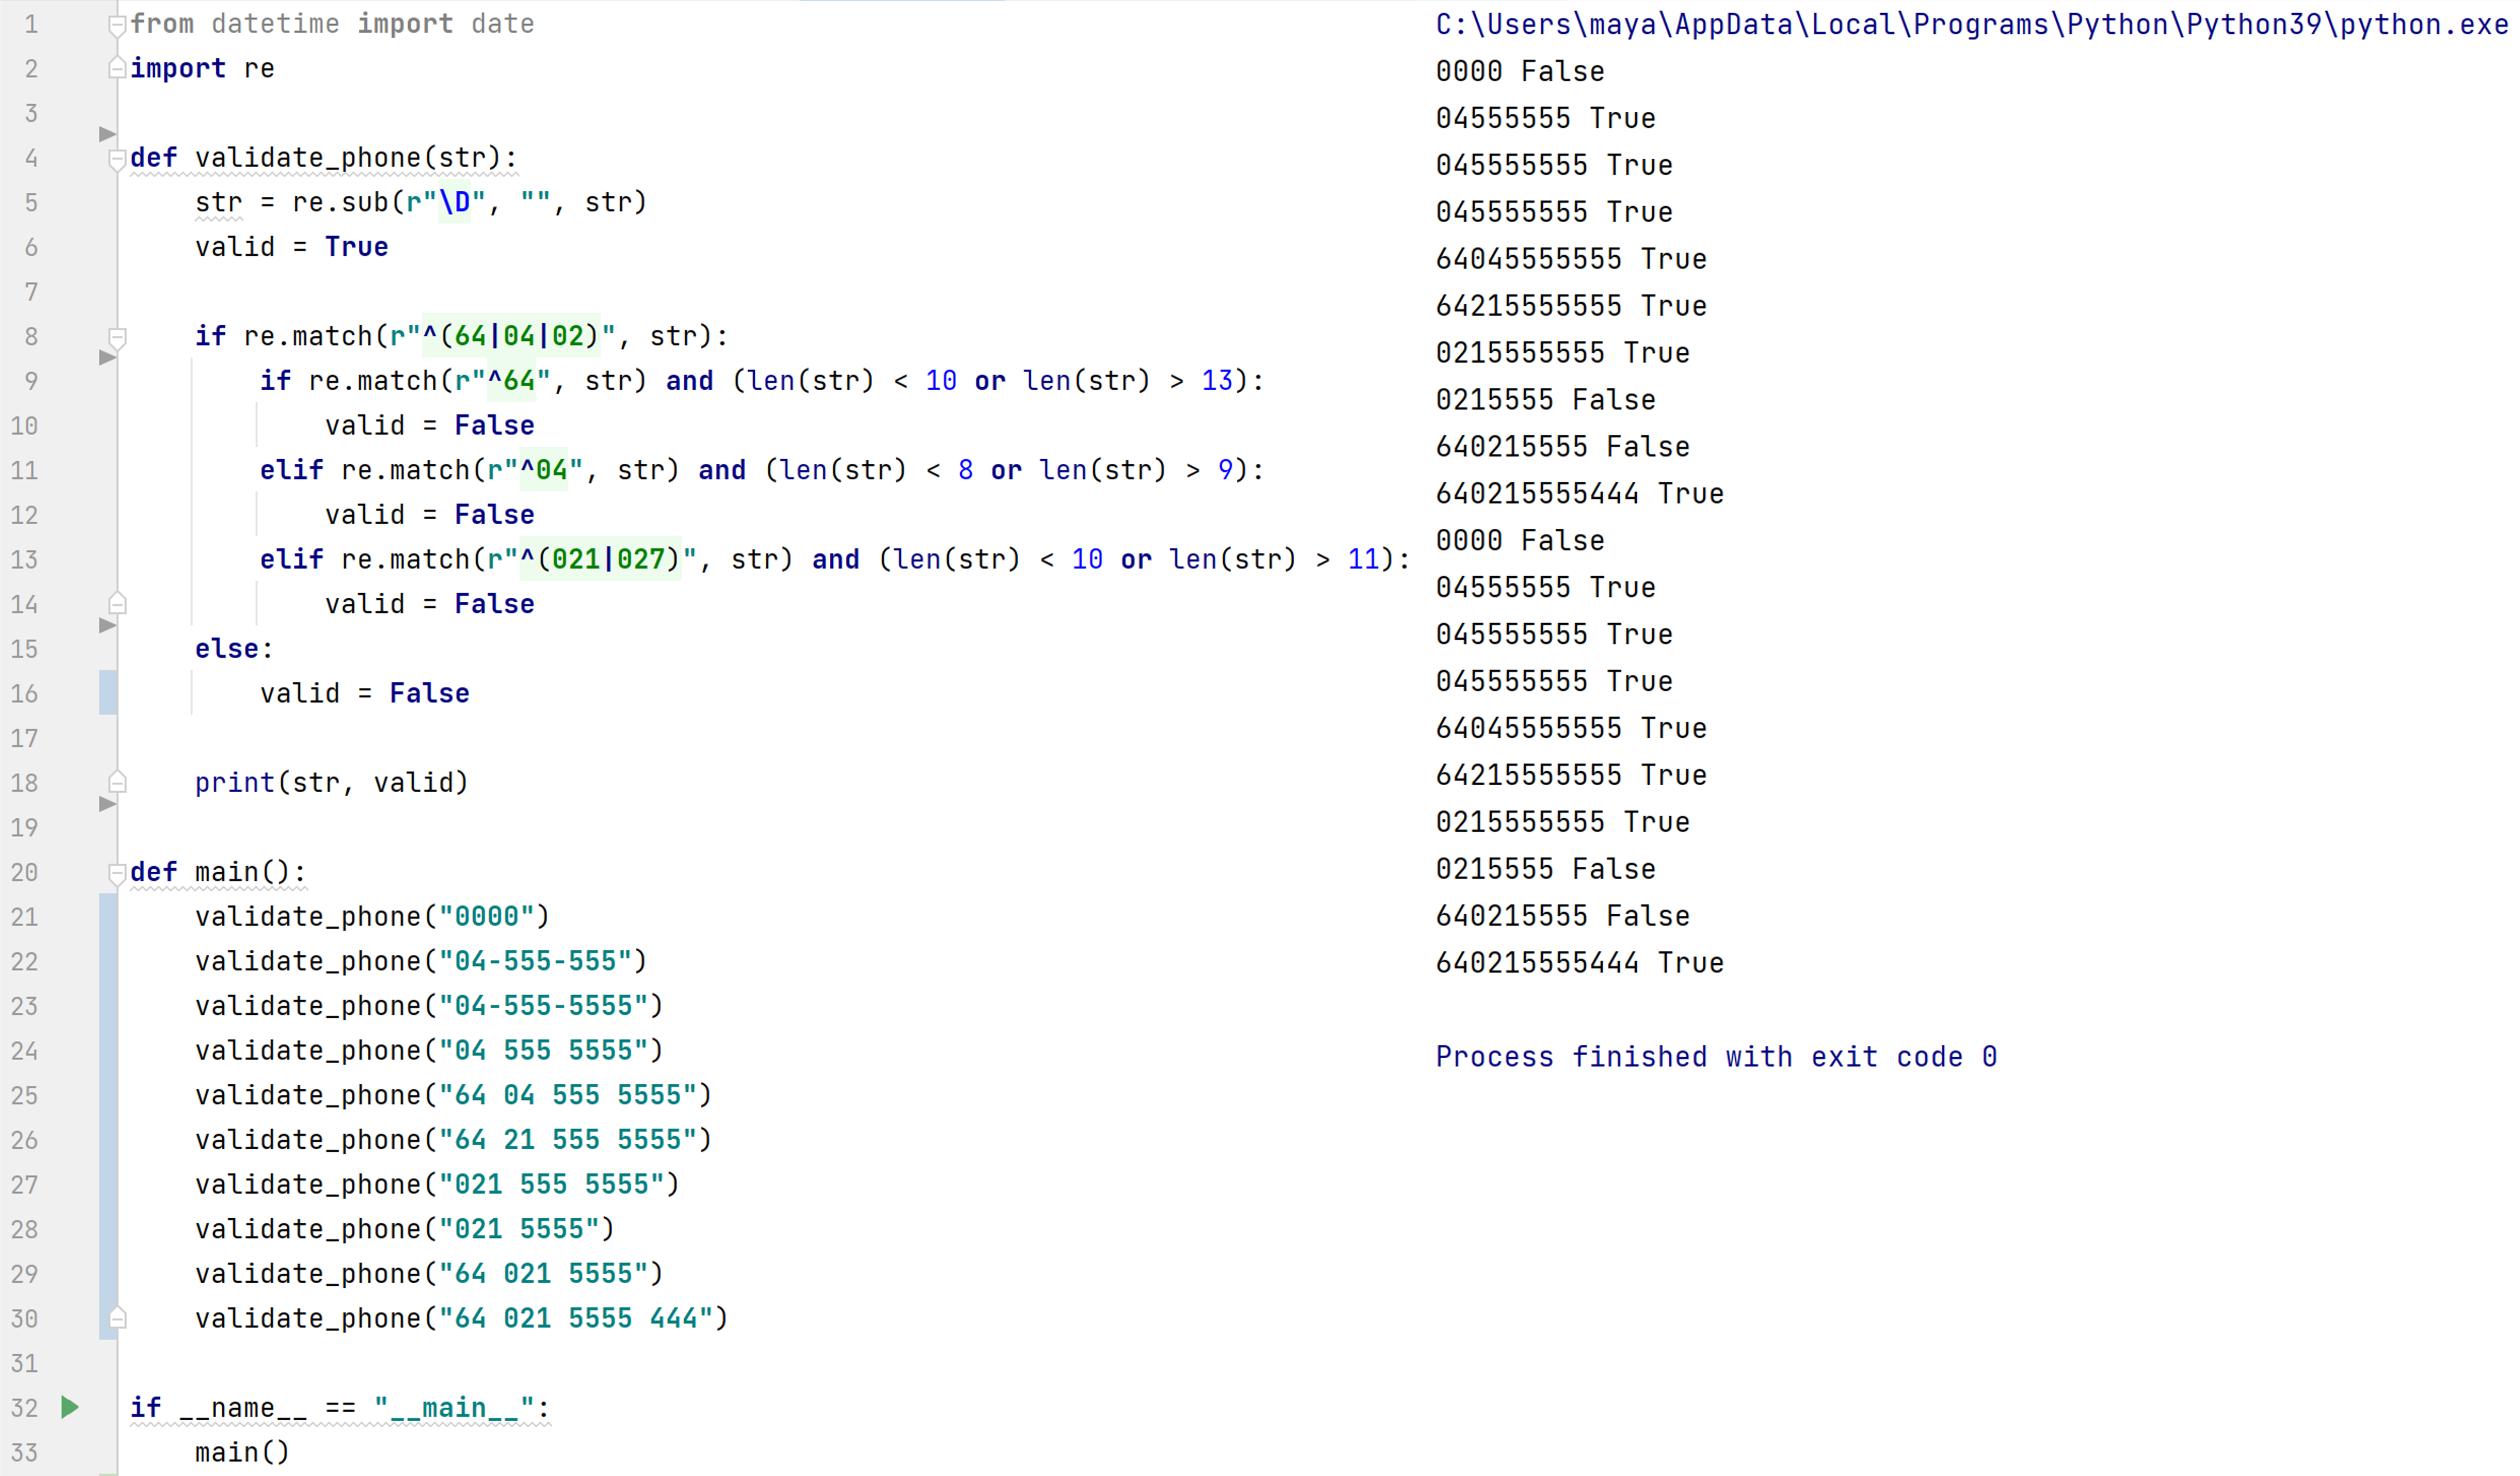 1 from datetime import date
2 import re
3
4 def validate_phone(str):
5     str = re.sub(r"\D", "", str)
6     valid = True
7
8     if re.match(r"^(64|04|02)", str):
9         if re.match(r"^64", str) and (len(str) < 10 or len(str) > 13):
10             valid = False
11         elif re.match(r"^04", str) and (len(str) < 8 or len(str) > 9):
12             valid = False
13         elif re.match(r"^(021|027)", str) and (len(str) < 10 or len(str) > 11):
14             valid = False
15     else:
16         valid = False
17
18     print(str, valid)
19
20 def main():
21     validate_phone("0000")
22     validate_phone("04-555-555")
23     validate_phone("04-555-5555")
24     validate_phone("04 555 5555")
25     validate_phone("64 04 555 5555")
26     validate_phone("64 21 555 5555")
27     validate_phone("021 555 5555")
28     validate_phone("021 5555")
29     validate_phone("64 021 5555")
30     validate_phone("64 021 5555 444")
31
32 if __name__ == "__main__":
33     main()
C:\Users\maya\AppData\Local\Programs\Python\Python39\python.exe
0000 False
04555555 True
045555555 True
045555555 True
64045555555 True
64215555555 True
0215555555 True
0215555 False
640215555 False
640215555444 True
0000 False
04555555 True
045555555 True
045555555 True
64045555555 True
64215555555 True
0215555555 True
0215555 False
640215555 False
640215555444 True

Process finished with exit code 0